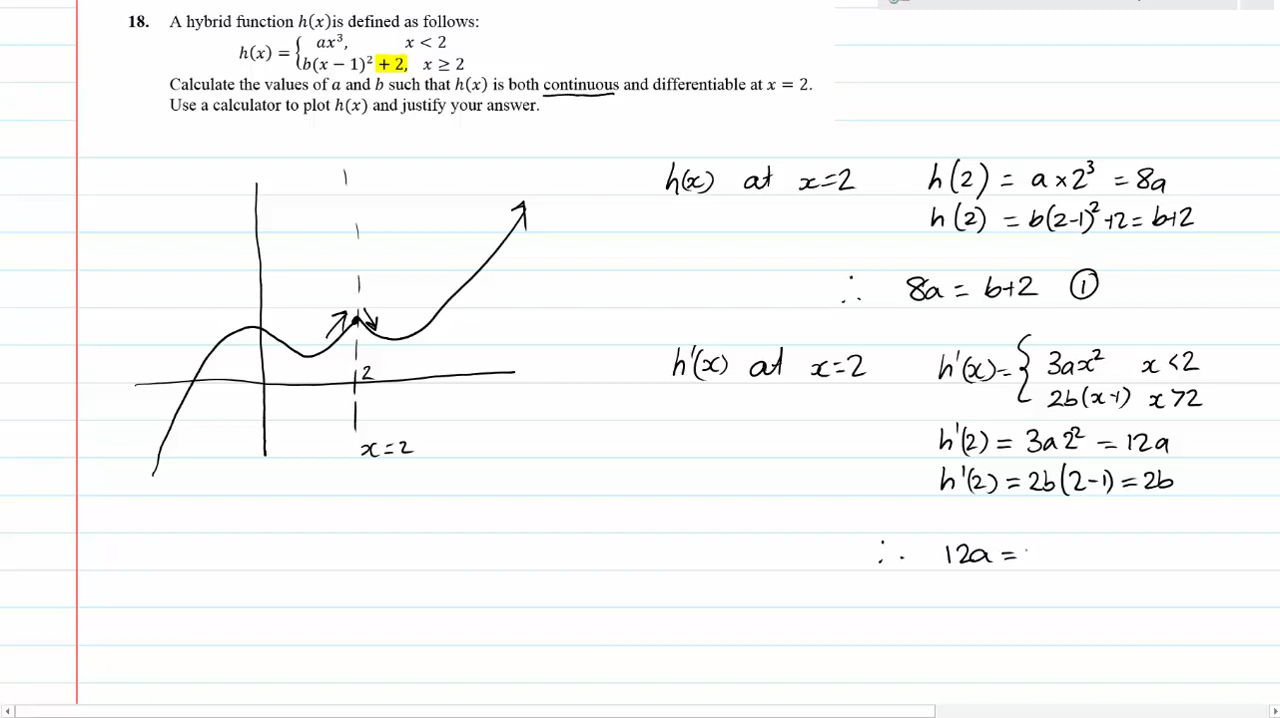 18. A hybrid function h(x)is defined as follows:
h(x) = { ax³, x < 2
b(x − 1)² + 2, x ≥ 2
Calculate the values of a and b such that h(x) is both continuous and differentiable at x = 2.
Use a calculator to plot h(x) and justify your answer.
2
x=2
h(x) at x=2 h(2) = a×2³ = 8a
h(2) = b(2-1)²+2 = b+2
∴ 8a = b+2 ①
h'(x) at x=2 h'(x)= { 3ax² x<2
2b(x-1) x>2
h'(2) = 3a2² = 12a
h'(2) = 2b(2-1) = 2b
∴ 12a =